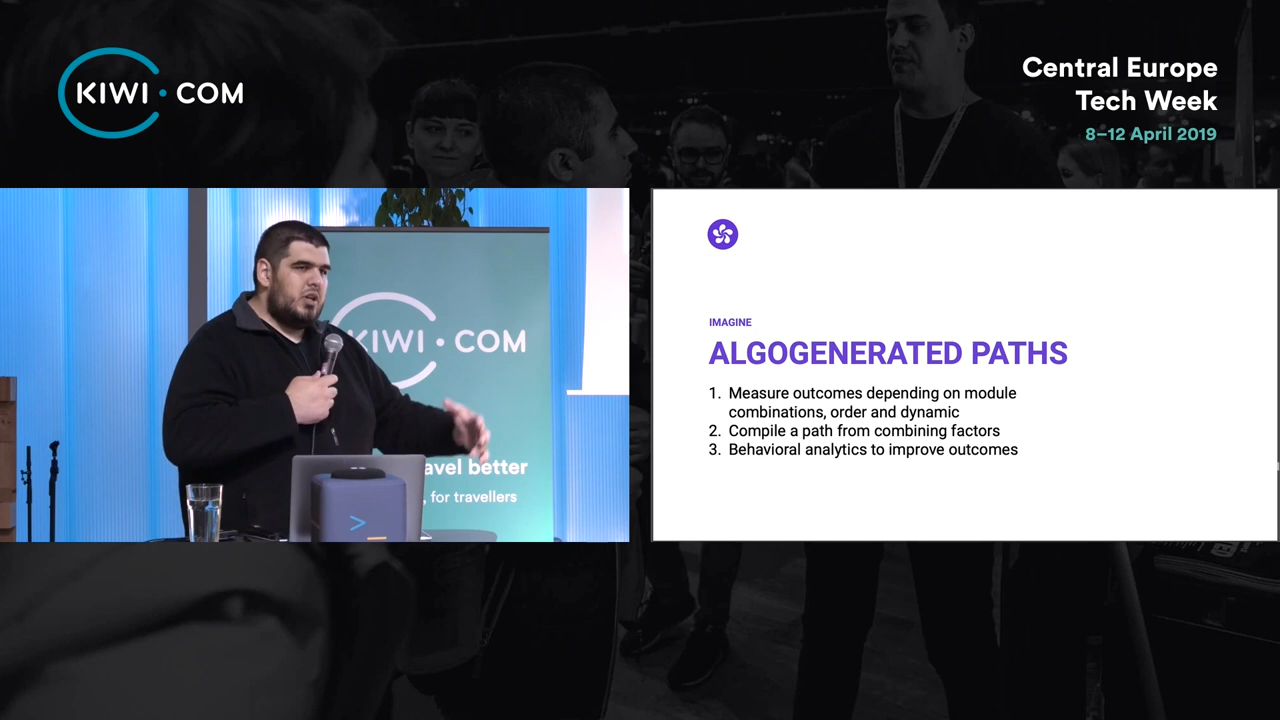 KIWI.COM
Central Europe
Tech Week
8–12 April 2019
KIWI.COM
avel better
, for travellers
>_
IMAGINE
ALGOGENERATED PATHS
1. Measure outcomes depending on module
combinations, order and dynamic
2. Compile a path from combining factors
3. Behavioral analytics to improve outcomes